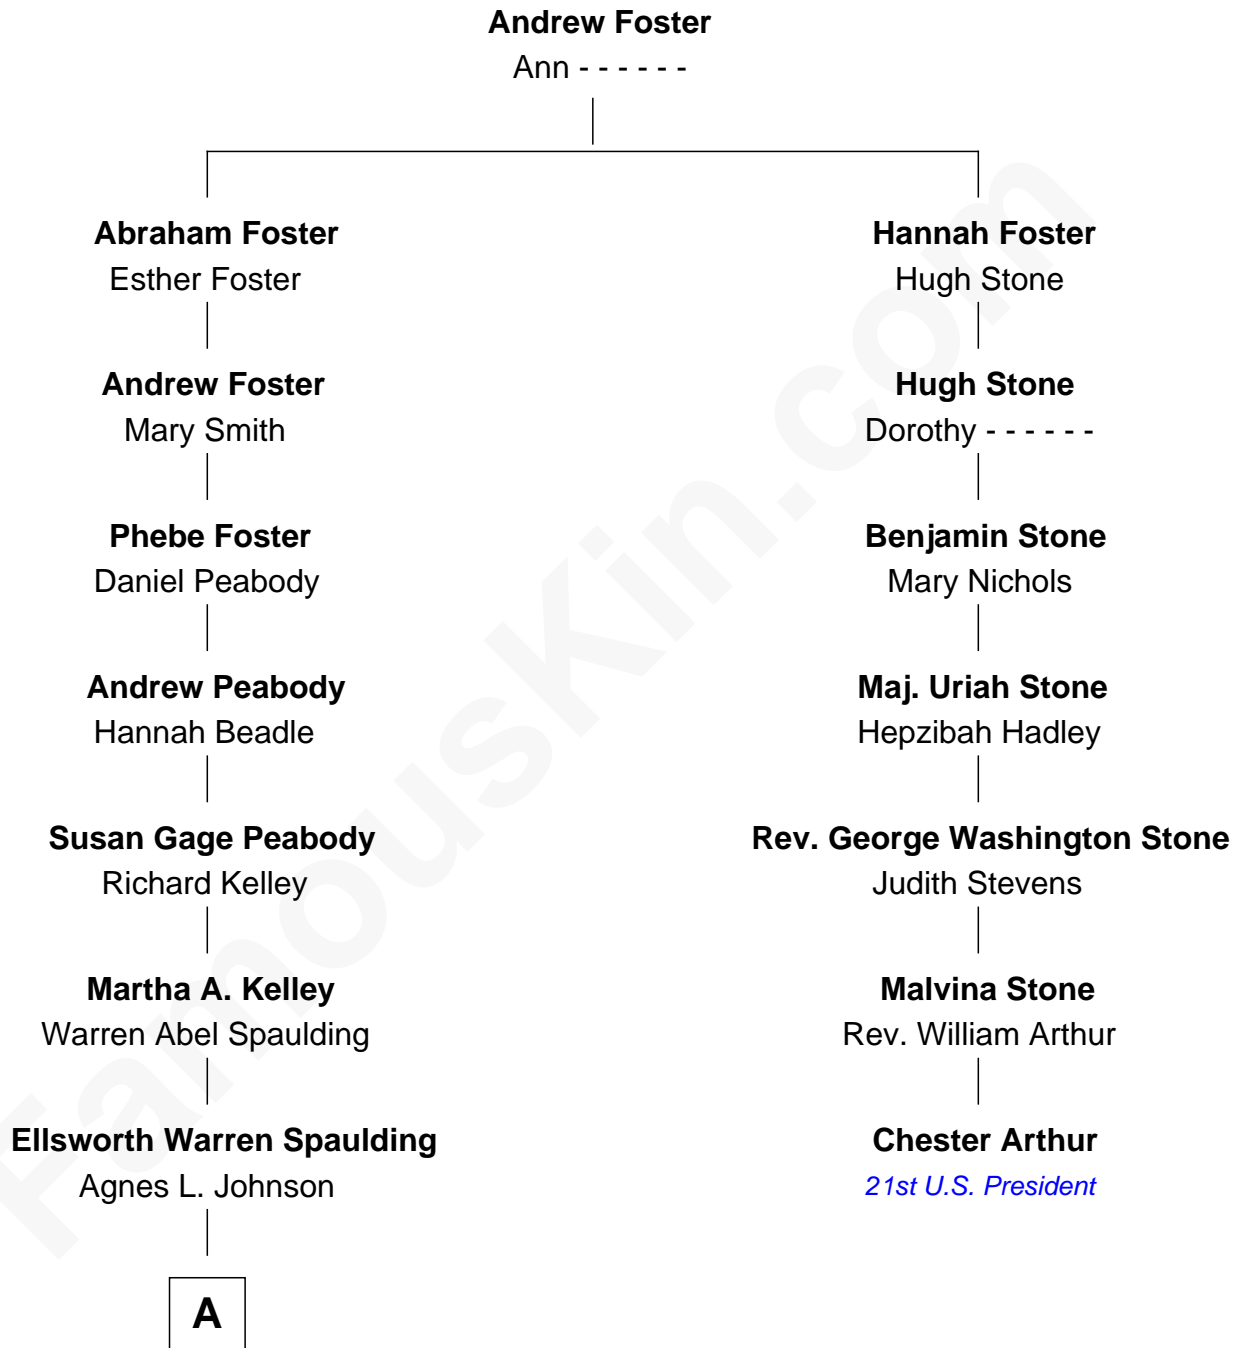 Andrew Foster
Ann - - - - - -
Abraham Foster
Esther Foster
Hannah Foster
Hugh Stone
Andrew Foster
Mary Smith
Hugh Stone
Dorothy - - - - - -
Phebe Foster
Daniel Peabody
Benjamin Stone
Mary Nichols
Andrew Peabody
Hannah Beadle
Maj. Uriah Stone
Hepzibah Hadley
Susan Gage Peabody
Richard Kelley
Rev. George Washington Stone
Judith Stevens
Martha A. Kelley
Warren Abel Spaulding
Malvina Stone
Rev. William Arthur
Ellsworth Warren Spaulding
Agnes L. Johnson
Chester Arthur
21st U.S. President
A
FamousKin.com